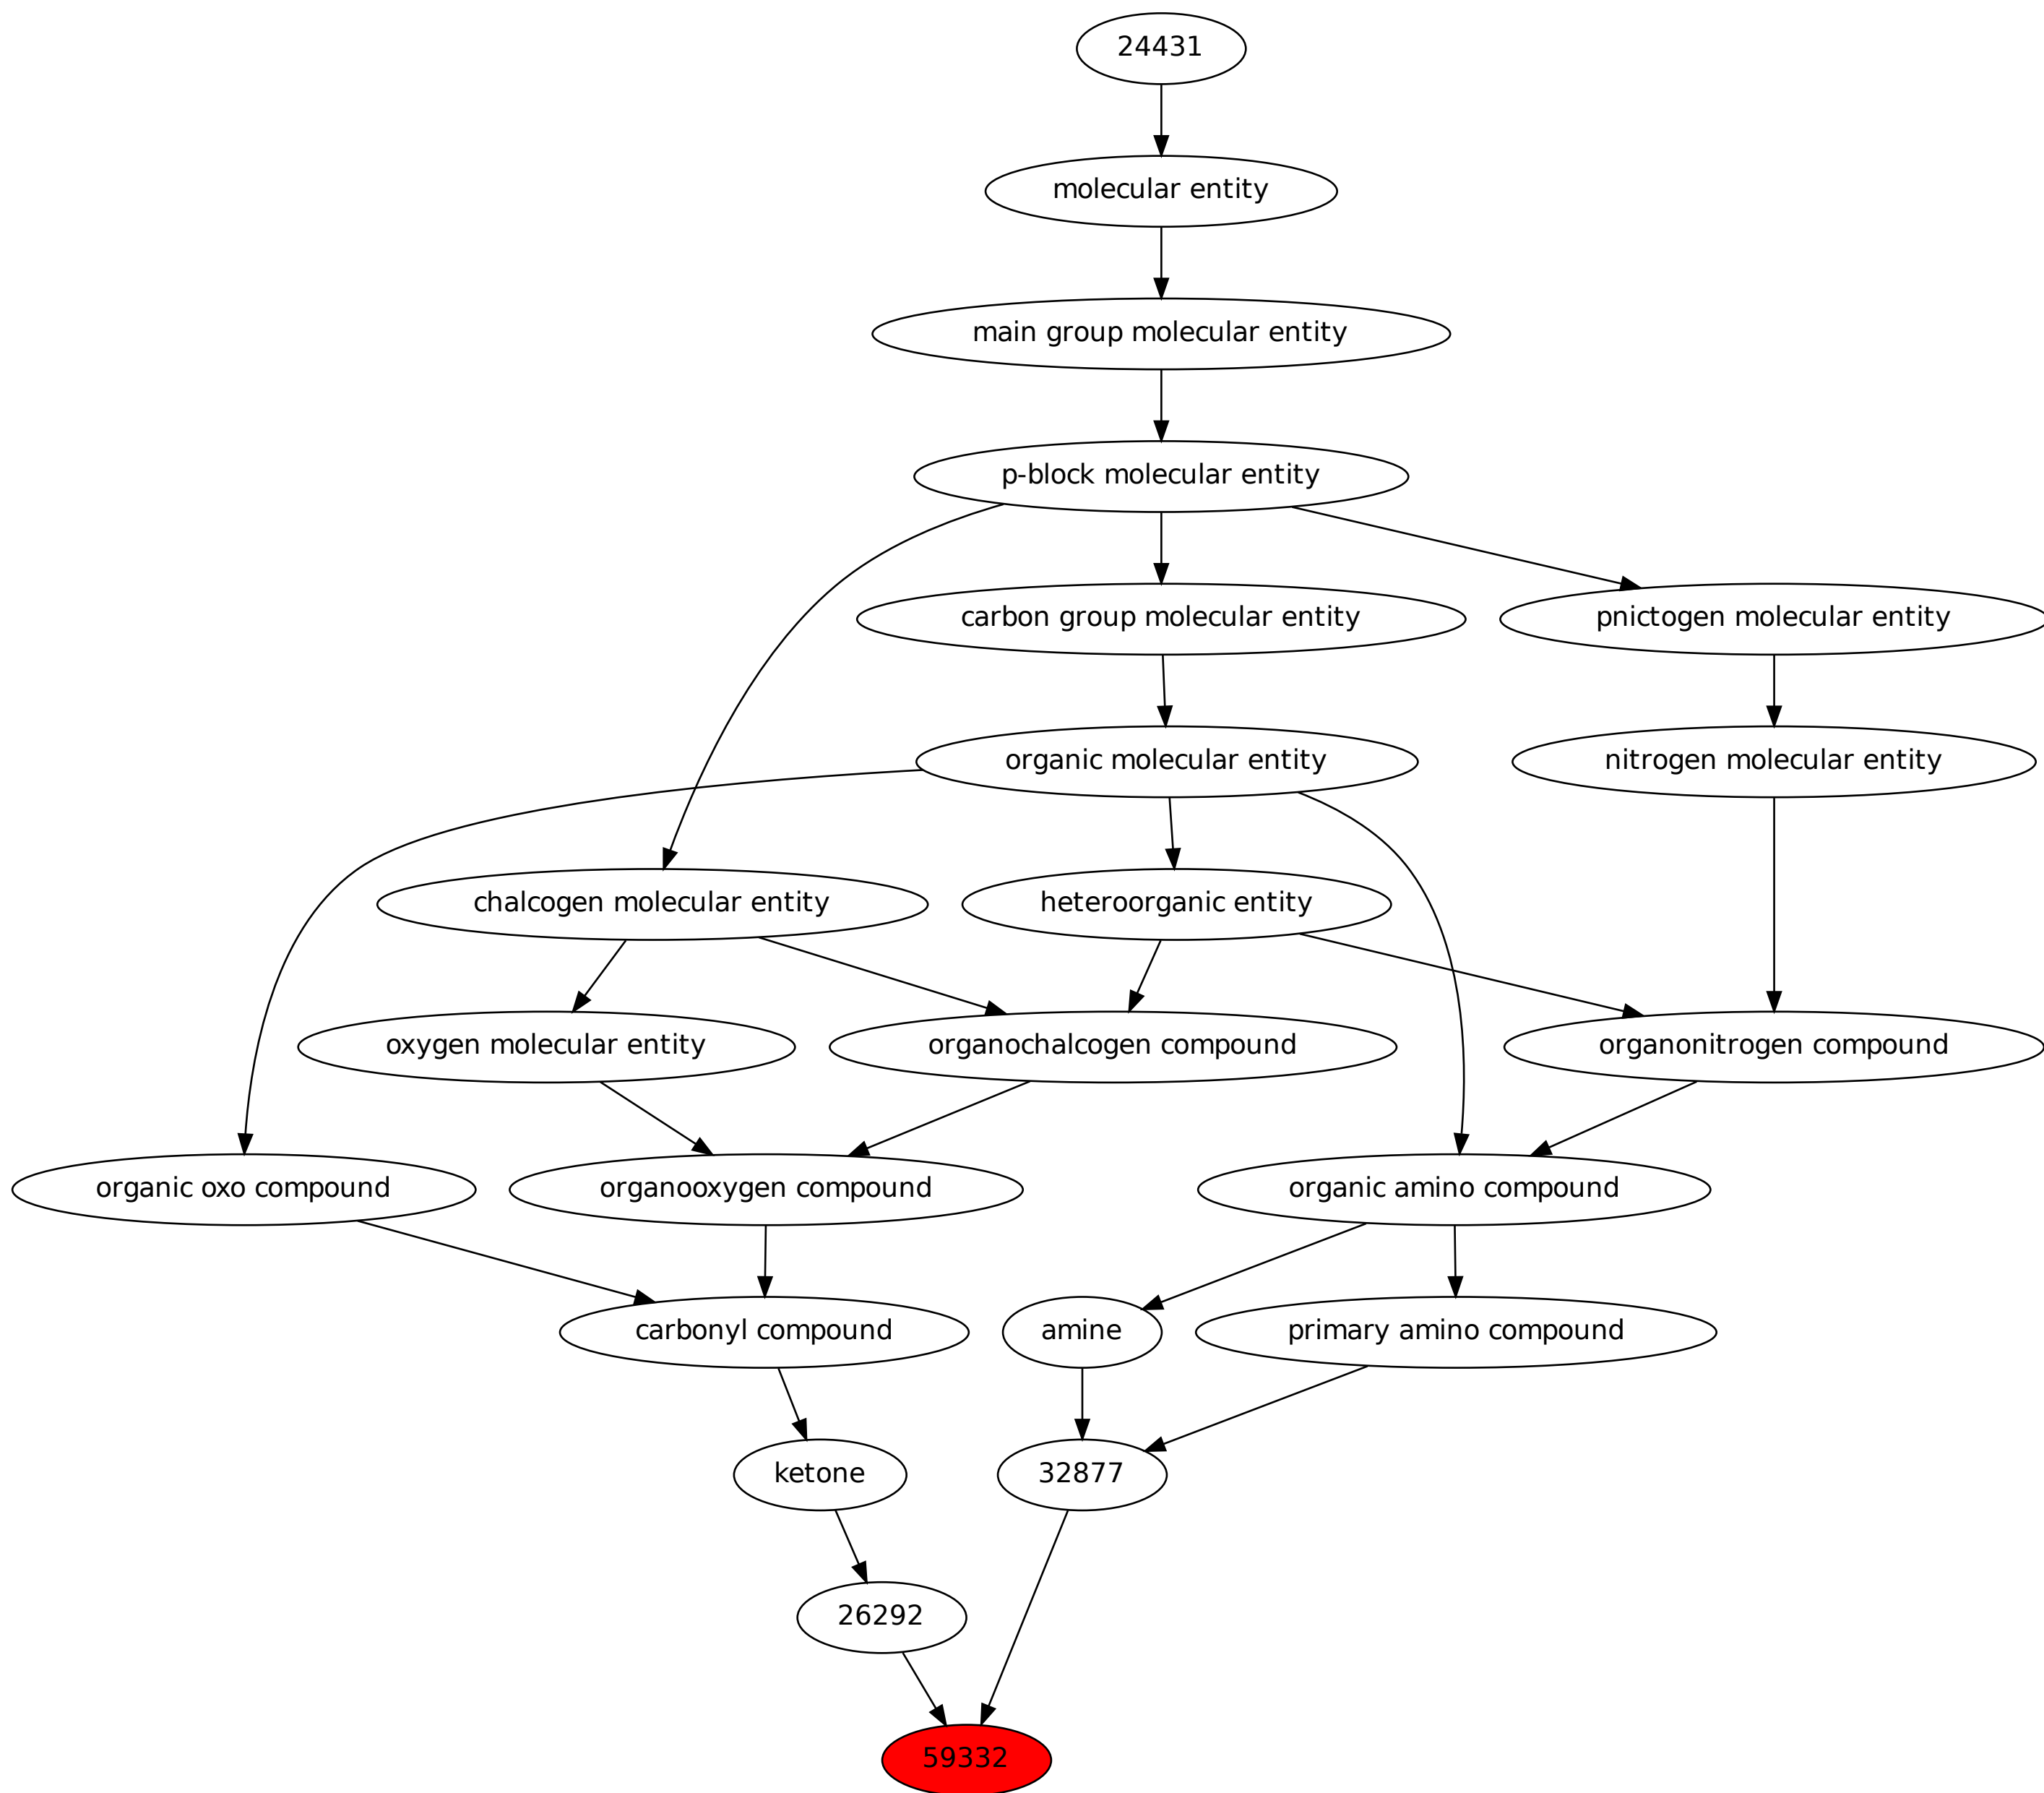 24431
molecular entity
main group molecular entity
p-block molecular entity
carbon group molecular entity
pnictogen molecular entity
organic molecular entity
nitrogen molecular entity
chalcogen molecular entity
heteroorganic entity
oxygen molecular entity
organochalcogen compound
organonitrogen compound
organic oxo compound
organooxygen compound
organic amino compound
carbonyl compound
amine
primary amino compound
ketone
32877
26292
59332